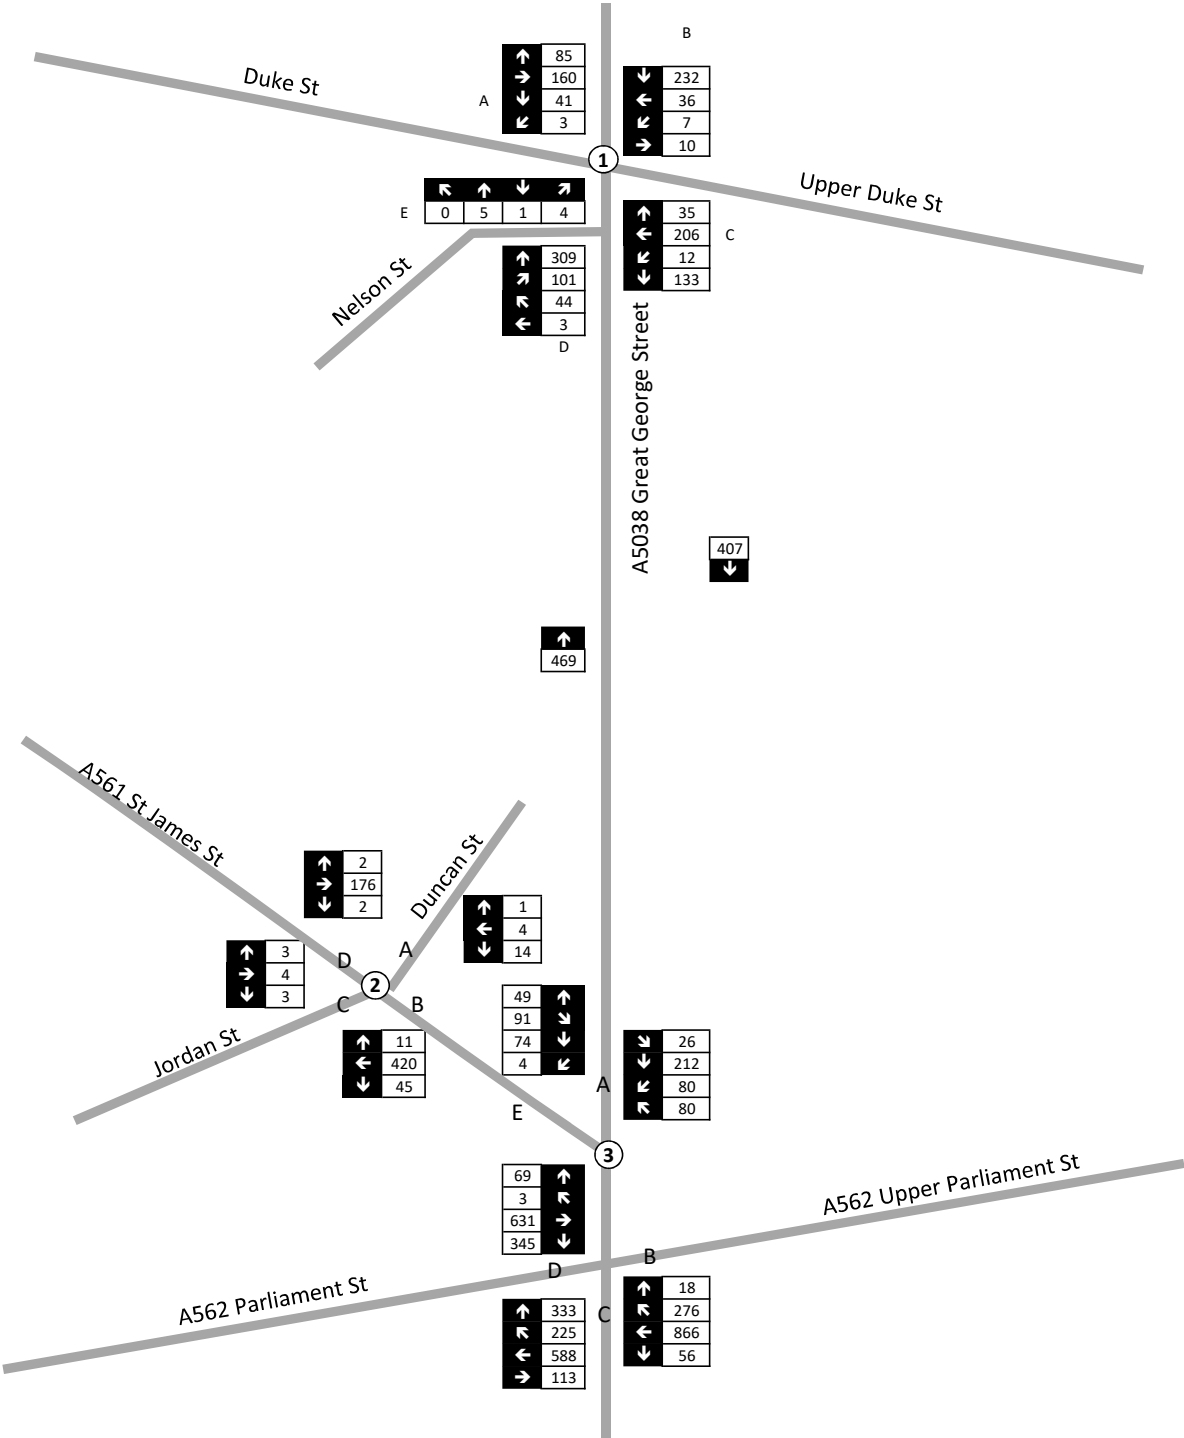 B
85
160
A 41
3
232
36
7
10
Duke St
1
Upper Duke St
E 0 5 1 4
35
206 C
12
133
Nelson St
309
101
44
3
D
A5038 Great George Street
407
469
A561 St James St
Duncan St
2
176
2
1
4
14
A
D
3
4
3
2
C
B
Jordan St
11
420
45
49
91
74
4
26
212
80
80
A
E
3
69
3
631
345
A562 Upper Parliament St
B
D
A562 Parliament St
18
276
866
56
333
225
588
113
C